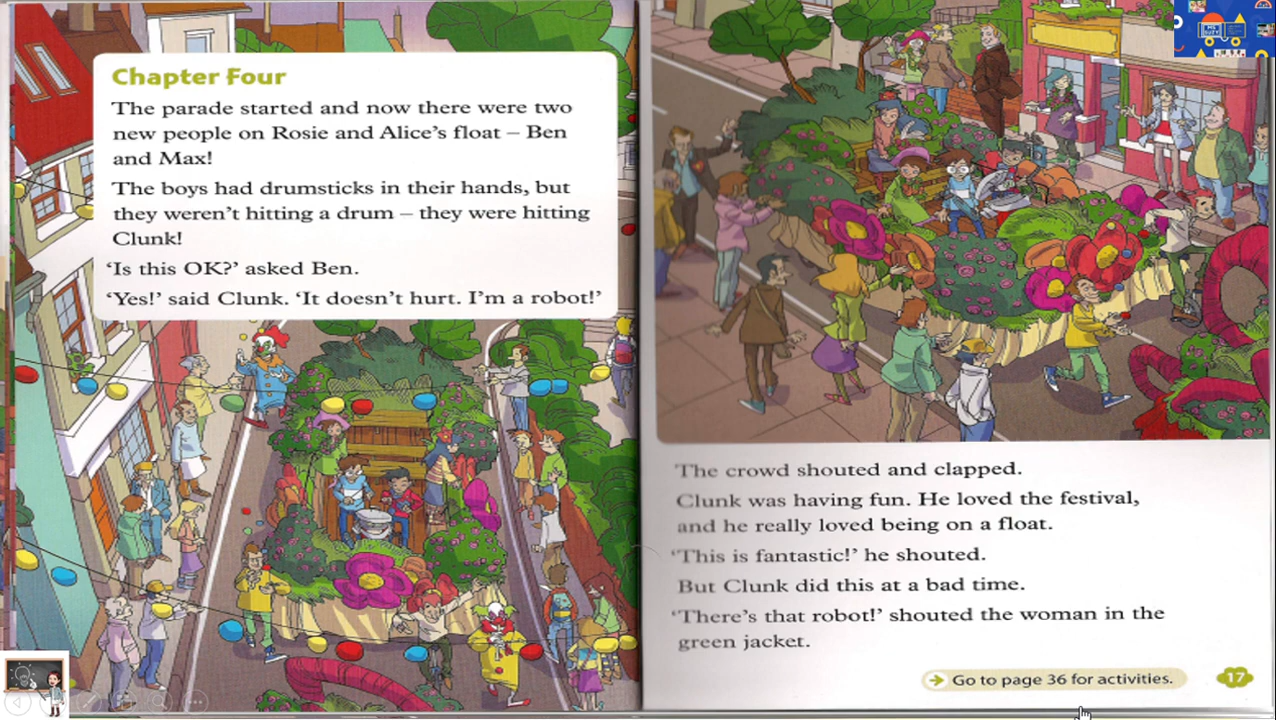 Chapter Four
The parade started and now there were two
new people on Rosie and Alice's float – Ben
and Max!
The boys had drumsticks in their hands, but
they weren't hitting a drum – they were hitting
Clunk!
'Is this OK?' asked Ben.
'Yes!' said Clunk. 'It doesn't hurt. I'm a robot!'
The crowd shouted and clapped.
Clunk was having fun. He loved the festival,
and he really loved being on a float.
'This is fantastic!' he shouted.
But Clunk did this at a bad time.
'There's that robot!' shouted the woman in the
green jacket.
Go to page 36 for activities.
17